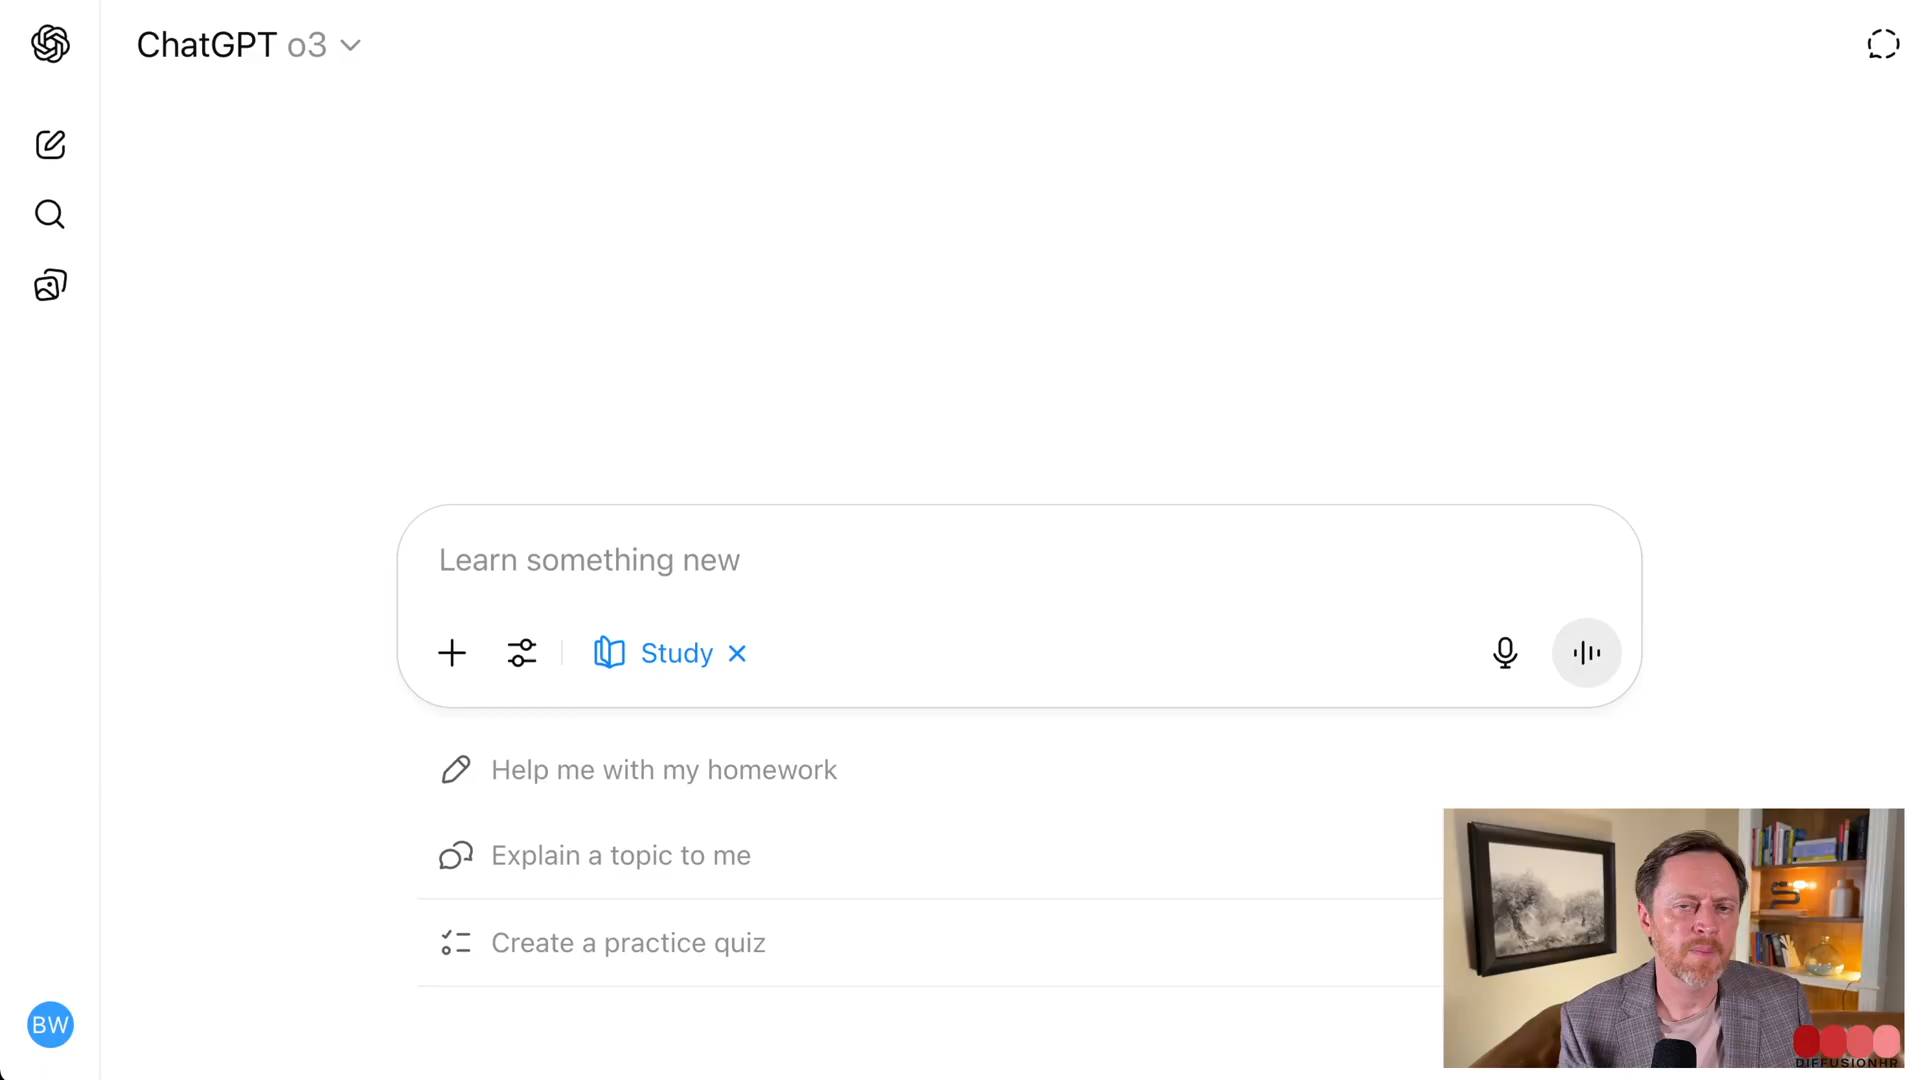 ChatGPT o3
Learn something new
Study
Help me with my homework
Explain a topic to me
Create a practice quiz
BW
DIFFUSIONHR